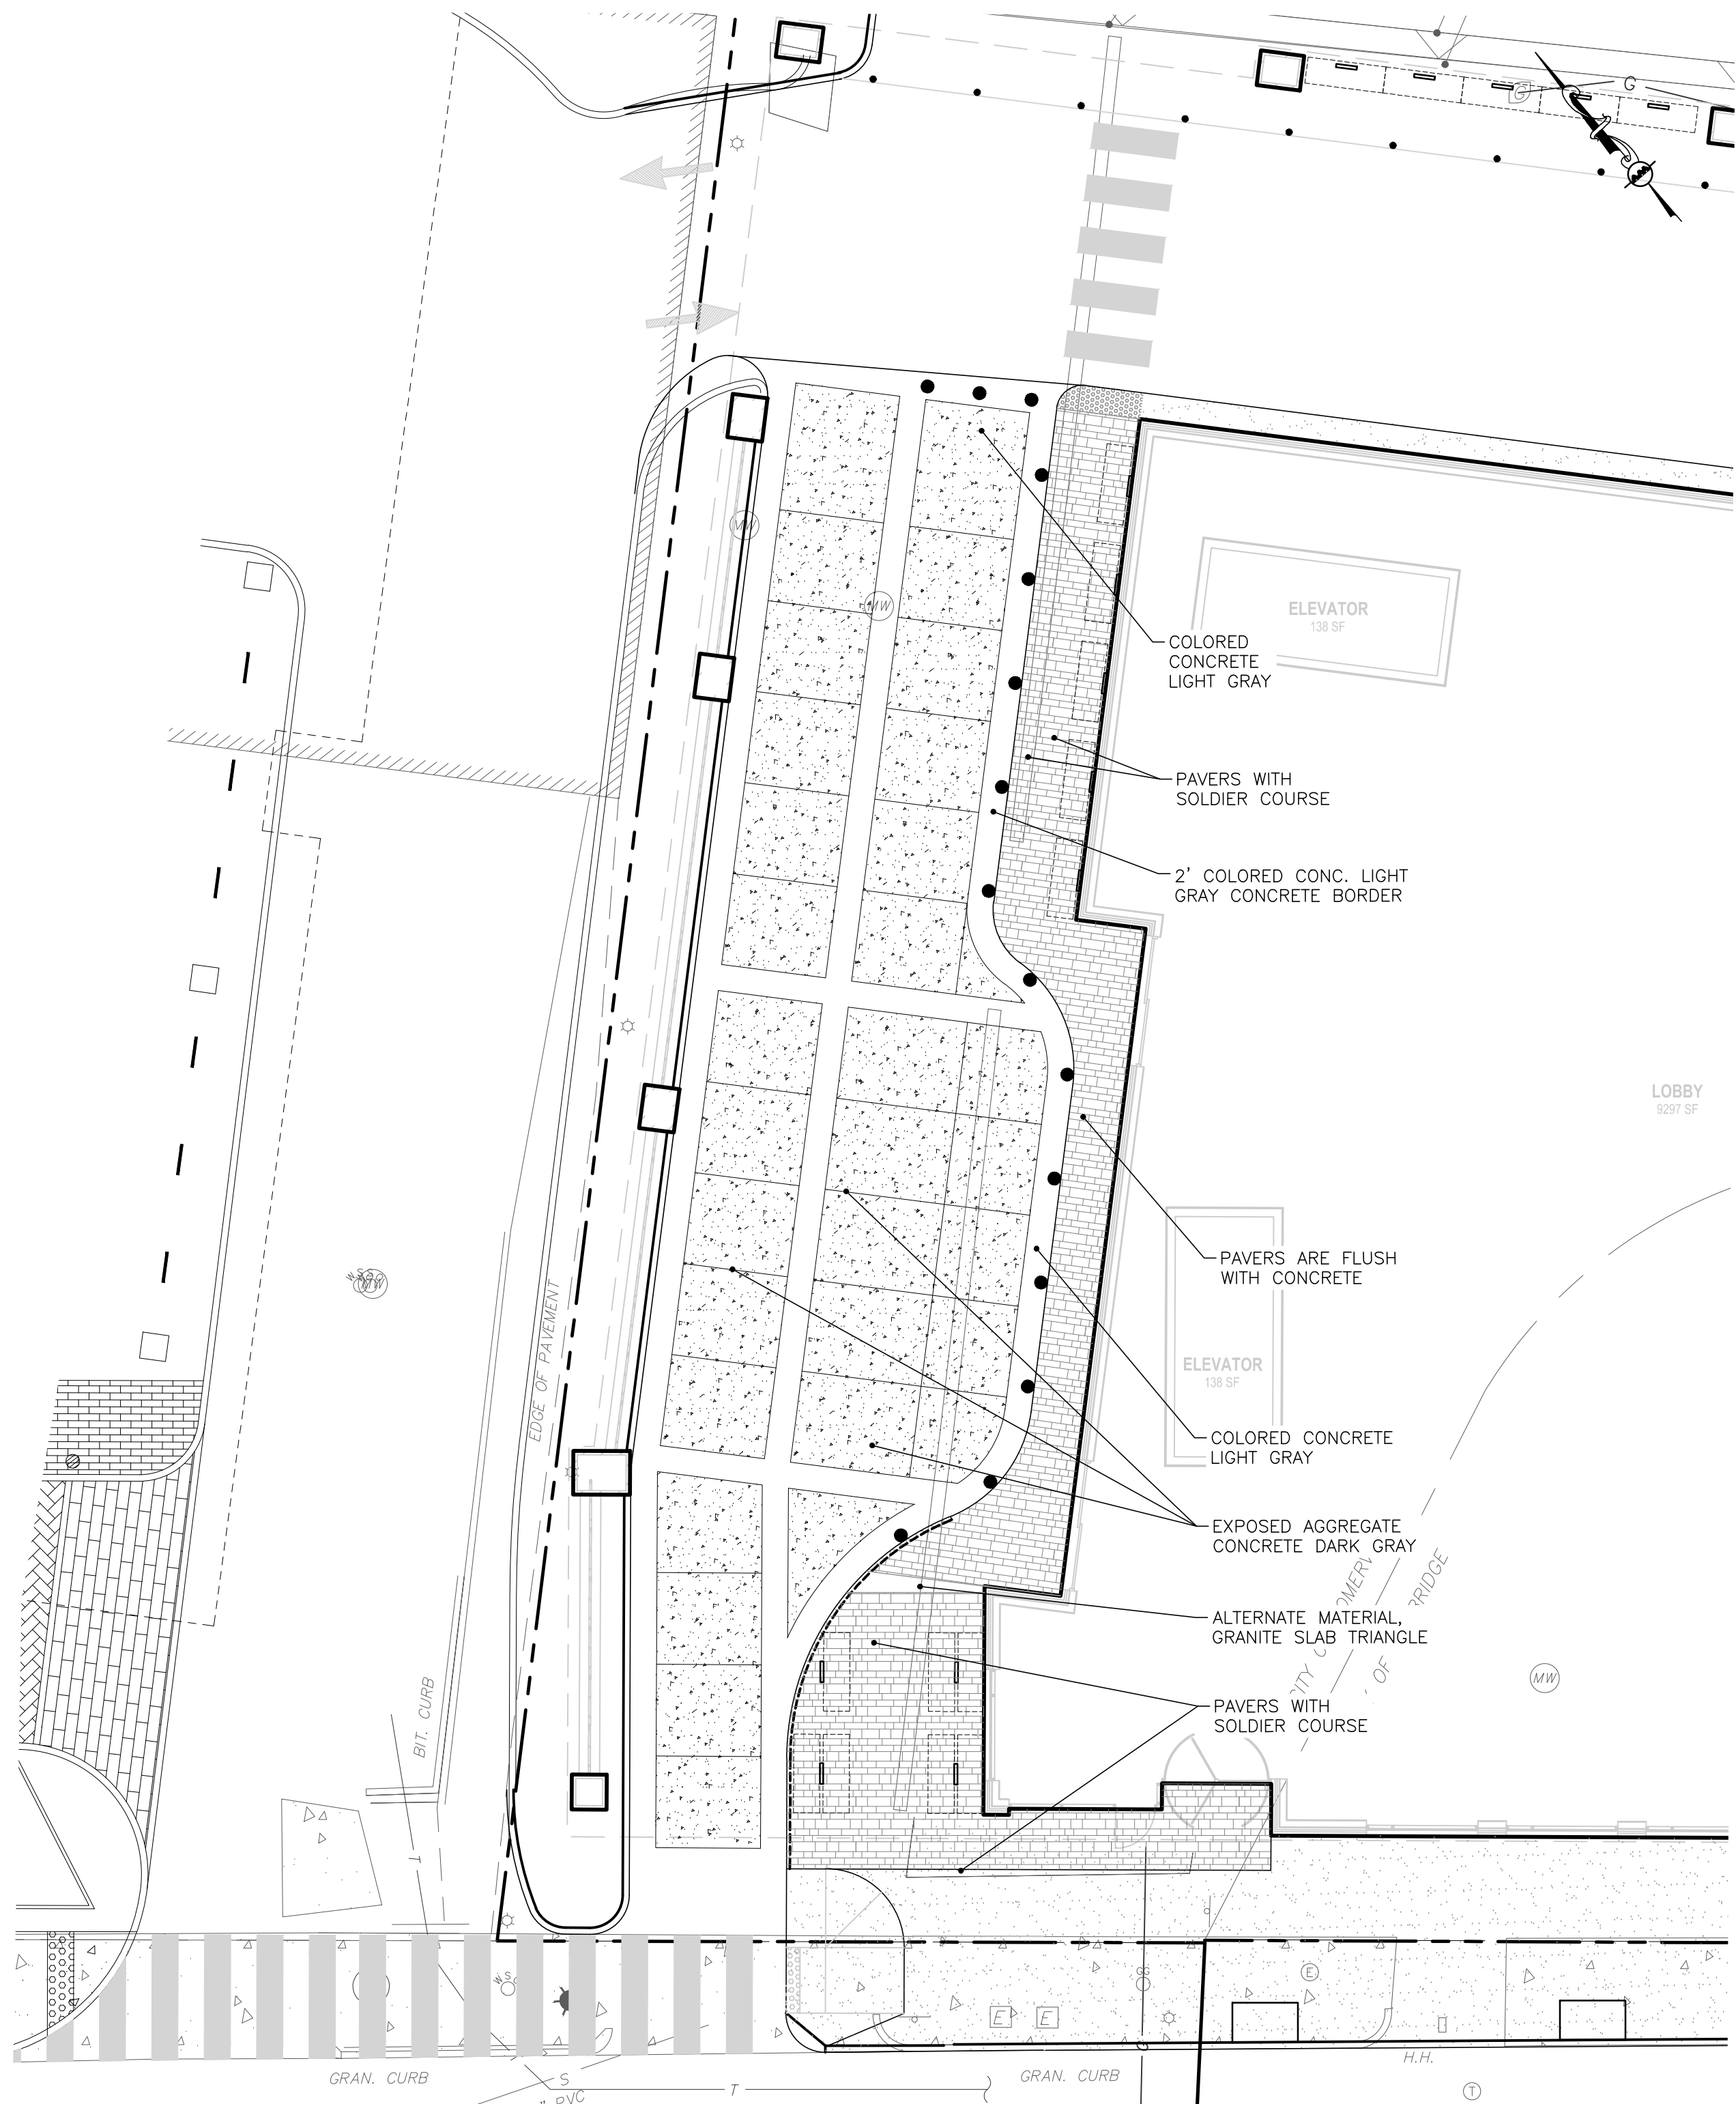 G
G
MW
MW
ELEVATOR
138 SF
COLORED
CONCRETE
LIGHT GRAY
PAVERS WITH
SOLDIER COURSE
2' COLORED CONC. LIGHT
GRAY CONCRETE BORDER
LOBBY
9297 SF
PAVERS ARE FLUSH
WITH CONCRETE
EDGE OF PAVEMENT
ELEVATOR
138 SF
COLORED CONCRETE
LIGHT GRAY
EXPOSED AGGREGATE
CONCRETE DARK GRAY
ALTERNATE MATERIAL,
GRANITE SLAB TRIANGLE
OF
MW
PAVERS WITH
SOLDIER COURSE
BIT. CURB
T
GG
E
E
E
G
H.H.
GRAN. CURB
GRAN. CURB
S
T
T
PVC